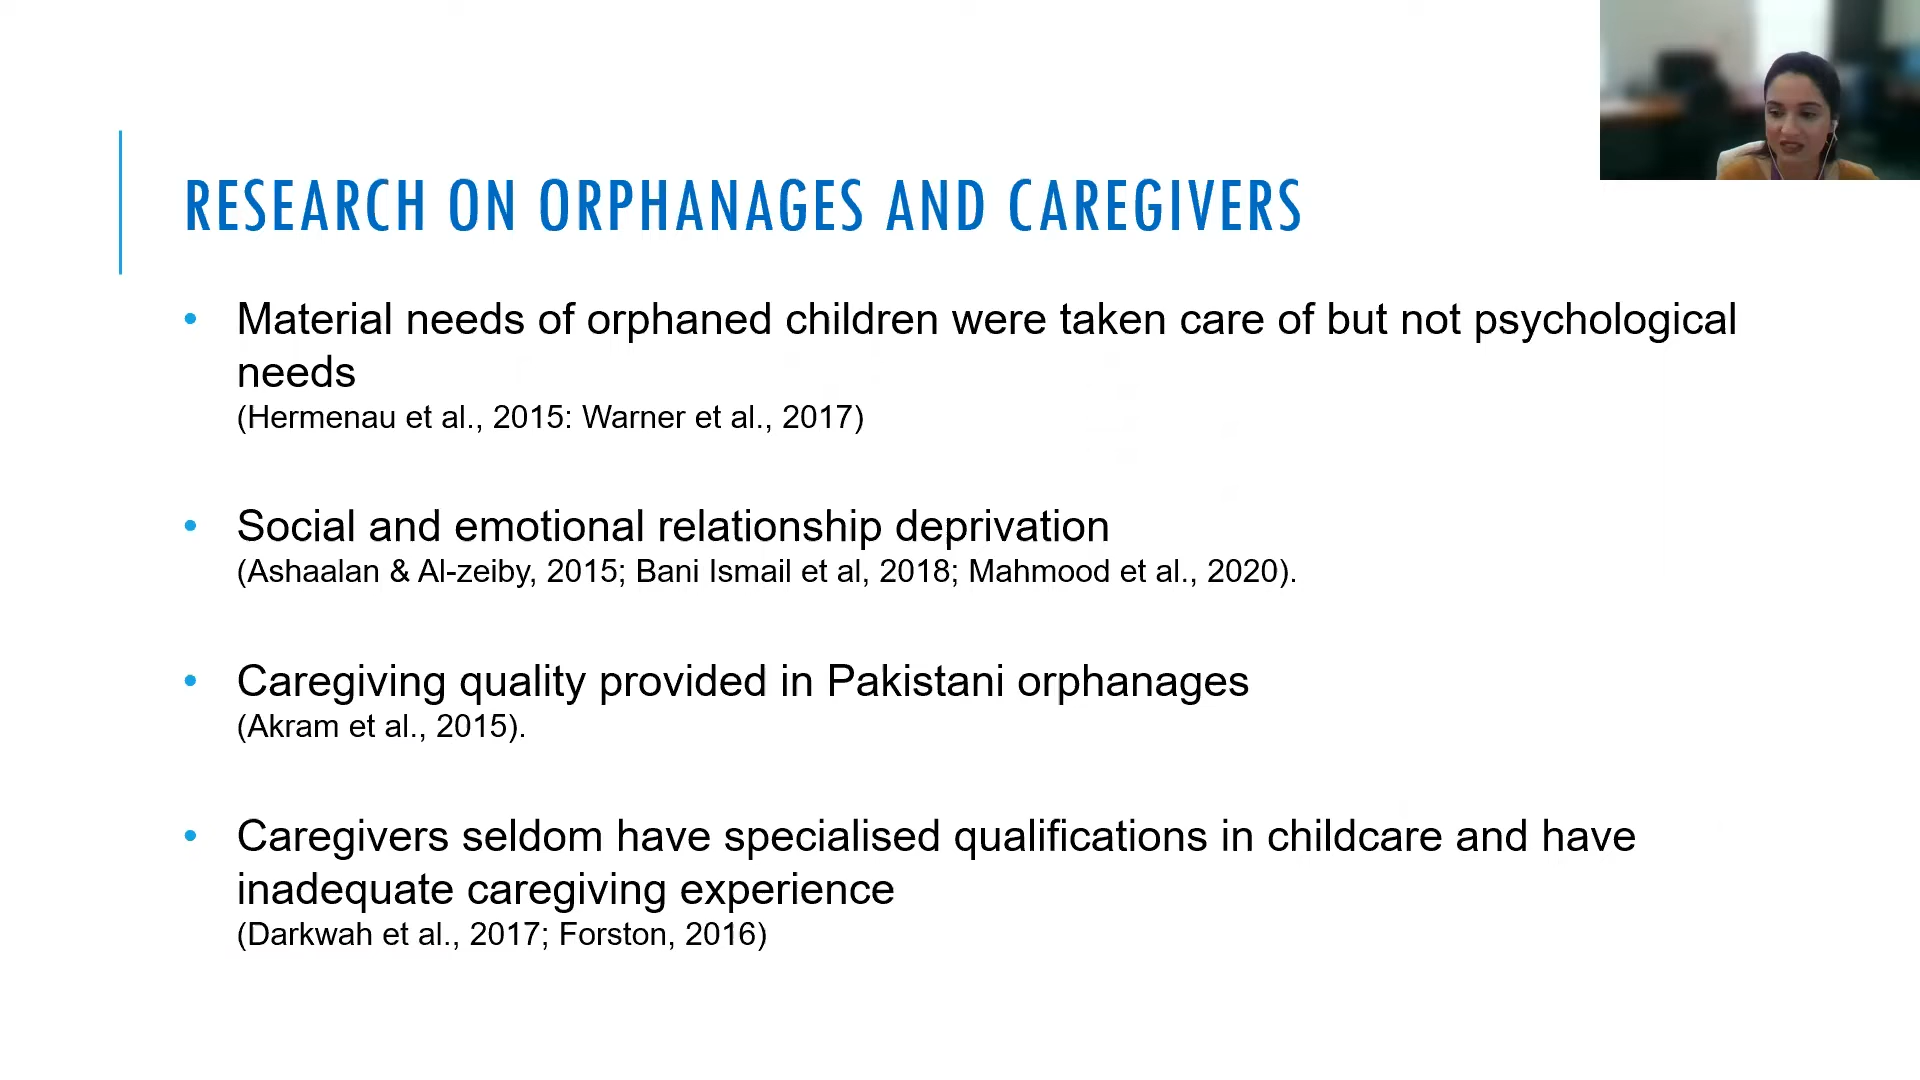 RESEARCH ON ORPHANAGES AND CAREGIVERS
• Material needs of orphaned children were taken care of but not psychological
needs
(Hermenau et al., 2015: Warner et al., 2017)
• Social and emotional relationship deprivation
(Ashaalan & Al-zeiby, 2015; Bani Ismail et al, 2018; Mahmood et al., 2020).
• Caregiving quality provided in Pakistani orphanages
(Akram et al., 2015).
• Caregivers seldom have specialised qualifications in childcare and have
inadequate caregiving experience
(Darkwah et al., 2017; Forston, 2016)